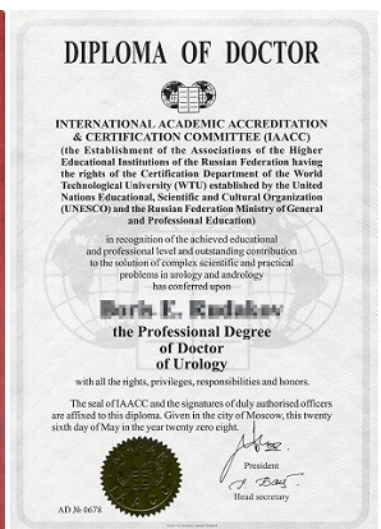 DIPLOMA OF DOCTOR
INTERNATIONAL ACADEMIC ACCREDITATION
& CERTIFICATION COMMITTEE (IAACC)
(the Establishment of the Associations of the Higher
Educational Institutions of the Russian Federation having
the rights of the Certification Department of the World
Technological University (WTU) established by the United
Nations Educational, Scientific and Cultural Organization
(UNESCO) and the Russian Federation Ministry of General
and Professional Education)
in recognition of the achieved educational
and professional level and outstanding contribution
to the solution of complex scientific and practical
problems in urology and andrology
has conferred upon
the Professional Degree
of Doctor
of Urology
with all the rights, privileges, responsibilities and honors.
The seal of IAACC and the signatures of duly authorised officers
are affixed to this diploma. Given in the city of Moscow, this twenty
sixth day of May in the year twenty zero eight.
President
Head secretary
AD № 0678